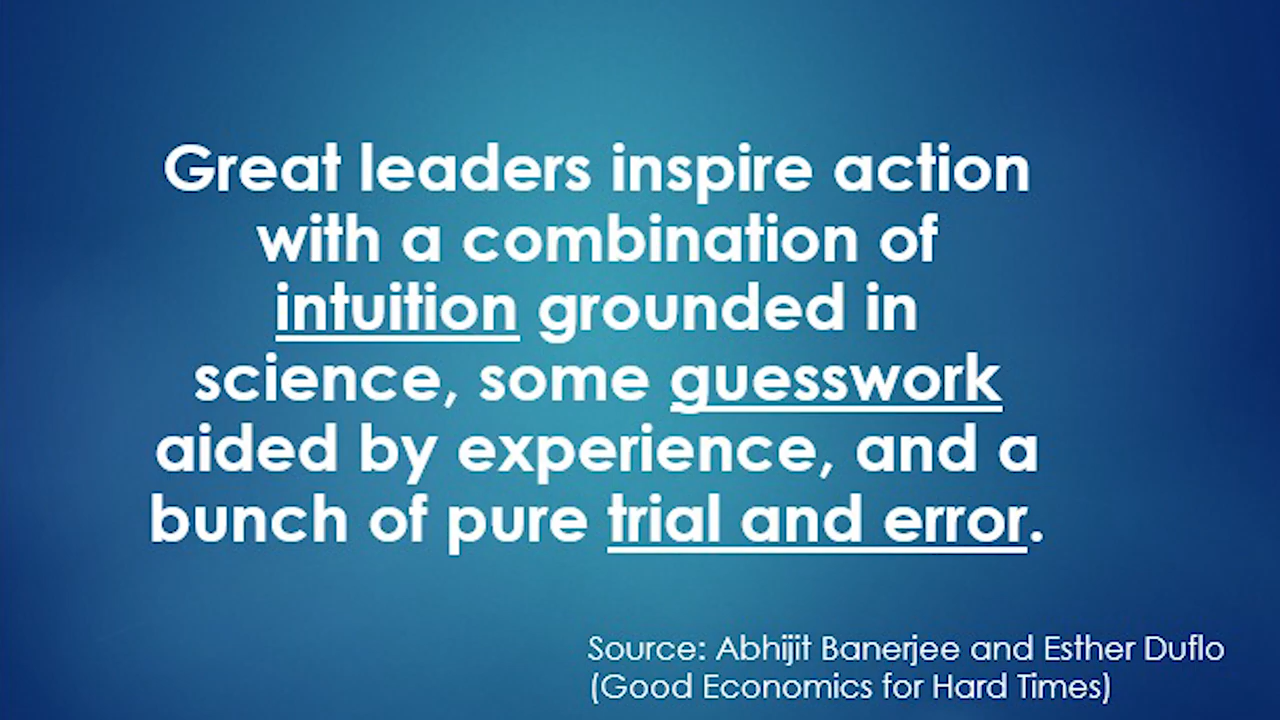 Great leaders inspire action
with a combination of
intuition grounded in
science, some guesswork
aided by experience, and a
bunch of pure trial and error.
Source: Abhijit Banerjee and Esther Duflo
(Good Economics for Hard Times)